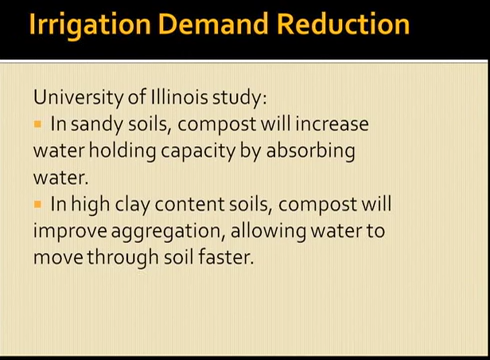 Irrigation Demand Reduction
University of Illinois study:
▪ In sandy soils, compost will increase
water holding capacity by absorbing
water.
▪ In high clay content soils, compost will
improve aggregation, allowing water to
move through soil faster.